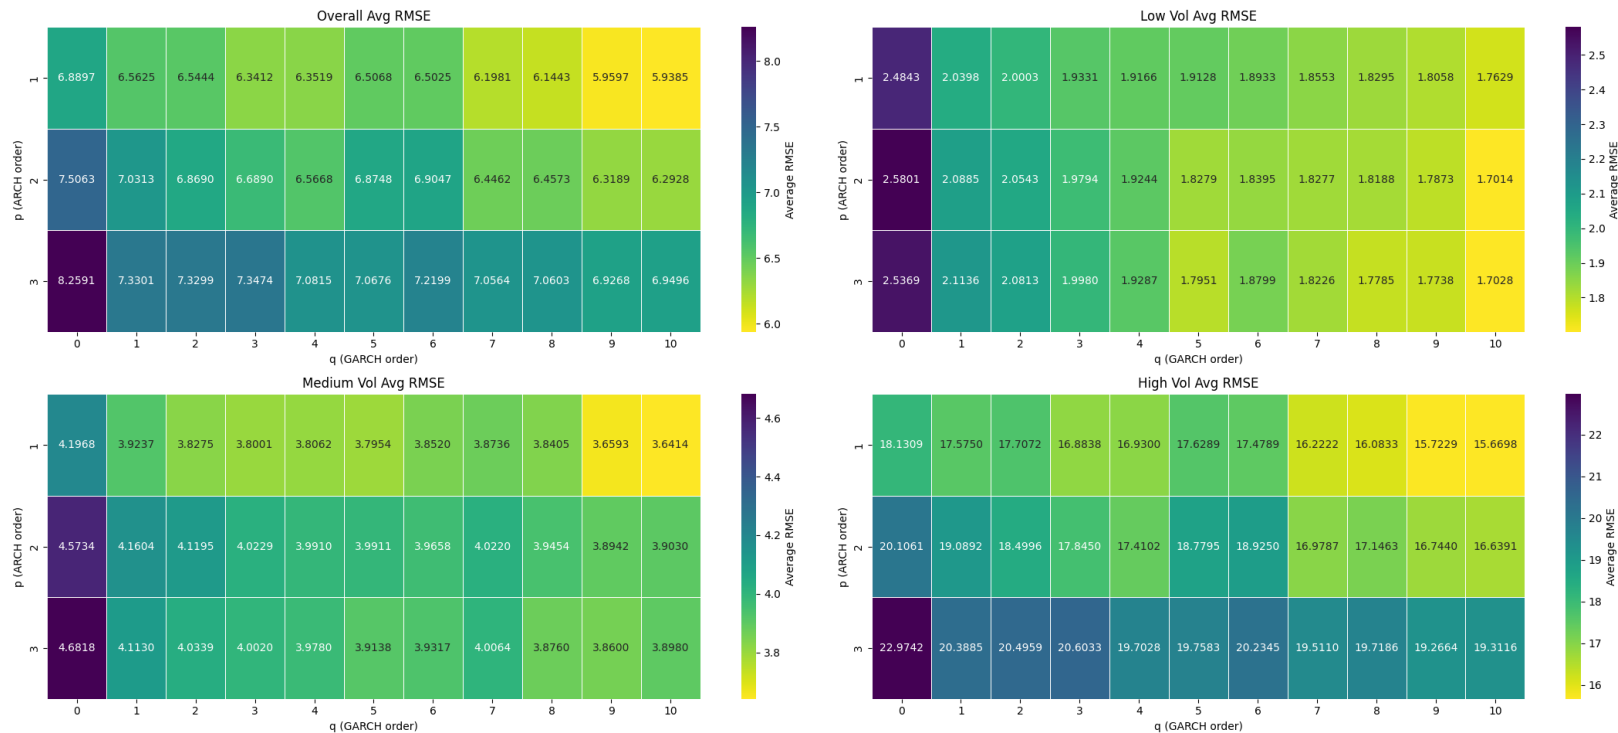 Overall Avg RMSE
p (ARCH order)
1 6.8897 6.5625 6.5444 6.3412 6.3519 6.5068 6.5025 6.1981 6.1443 5.9597 5.9385
2 7.5063 7.0313 6.8690 6.6890 6.5668 6.8748 6.9047 6.4462 6.4573 6.3189 6.2928
3 8.2591 7.3301 7.3299 7.3474 7.0815 7.0676 7.2199 7.0564 7.0603 6.9268 6.9496
0 1 2 3 4 5 6 7 8 9 10
q (GARCH order)
8.0
7.5
7.0
6.5
6.0
Average RMSE
Low Vol Avg RMSE
p (ARCH order)
1 2.4843 2.0398 2.0003 1.9331 1.9166 1.9128 1.8933 1.8553 1.8295 1.8058 1.7629
2 2.5801 2.0885 2.0543 1.9794 1.9244 1.8279 1.8395 1.8277 1.8188 1.7873 1.7014
3 2.5369 2.1136 2.0813 1.9980 1.9287 1.7951 1.8799 1.8226 1.7785 1.7738 1.7028
0 1 2 3 4 5 6 7 8 9 10
q (GARCH order)
2.5
2.4
2.3
2.2
2.1
2.0
1.9
1.8
Average RMSE
Medium Vol Avg RMSE
p (ARCH order)
1 4.1968 3.9237 3.8275 3.8001 3.8062 3.7954 3.8520 3.8736 3.8405 3.6593 3.6414
2 4.5734 4.1604 4.1195 4.0229 3.9910 3.9911 3.9658 4.0220 3.9454 3.8942 3.9030
3 4.6818 4.1130 4.0339 4.0020 3.9780 3.9138 3.9317 4.0064 3.8760 3.8600 3.8980
0 1 2 3 4 5 6 7 8 9 10
q (GARCH order)
4.6
4.4
4.2
4.0
3.8
Average RMSE
High Vol Avg RMSE
p (ARCH order)
1 18.1309 17.5750 17.7072 16.8838 16.9300 17.6289 17.4789 16.2222 16.0833 15.7229 15.6698
2 20.1061 19.0892 18.4996 17.8450 17.4102 18.7795 18.9250 16.9787 17.1463 16.7440 16.6391
3 22.9742 20.3885 20.4959 20.6033 19.7028 19.7583 20.2345 19.5110 19.7186 19.2664 19.3116
0 1 2 3 4 5 6 7 8 9 10
q (GARCH order)
22
21
20
19
18
17
16
Average RMSE